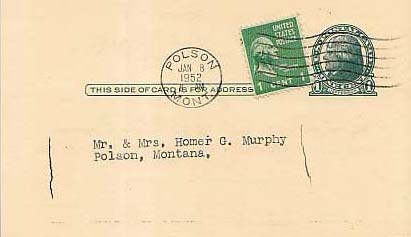 POLSON
JAN 8
1952
MONT.
UNITED STATES
POSTAGE
1 CENT 1
THIS SIDE OF CARD IS FOR ADDRESS
Mr. & Mrs. Homer G. Murphy
Polson, Montana,